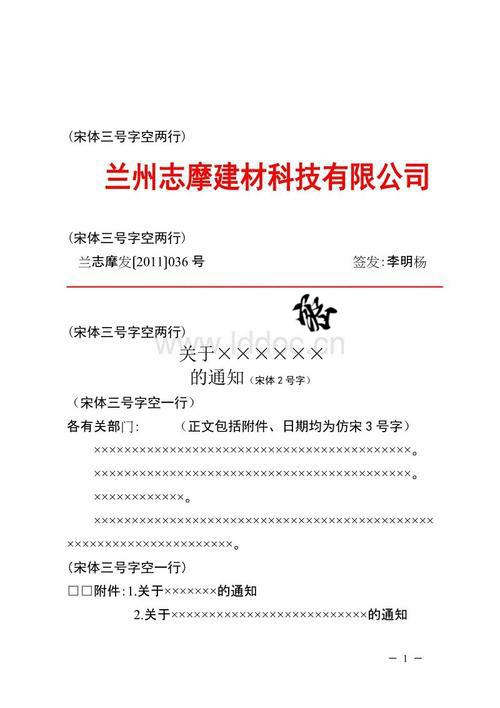 (宋体三号字空两行)
兰州志摩建材科技有限公司
(宋体三号字空两行)
兰志摩发[2011]036 号 签发:李明杨
(宋体三号字空两行)
www.lddoc.cn
关于××××××
的通知(宋体 2 号字)
(宋体三号字空一行)
各有关部门: (正文包括附件、日期均为仿宋 3 号字)
××××××××××××××××××××××××××××××××××××××××××。
××××××××××××××××××××××××××××××××××××××××××。
××××××××××××。
×××××××××××××××××××××××××××××××××××××××××××××
××××××××××××××××××××××。
(宋体三号字空一行)
□□附件:1.关于×××××××的通知
2.关于××××××××××××××××××××××××××的通知
－ 1 －